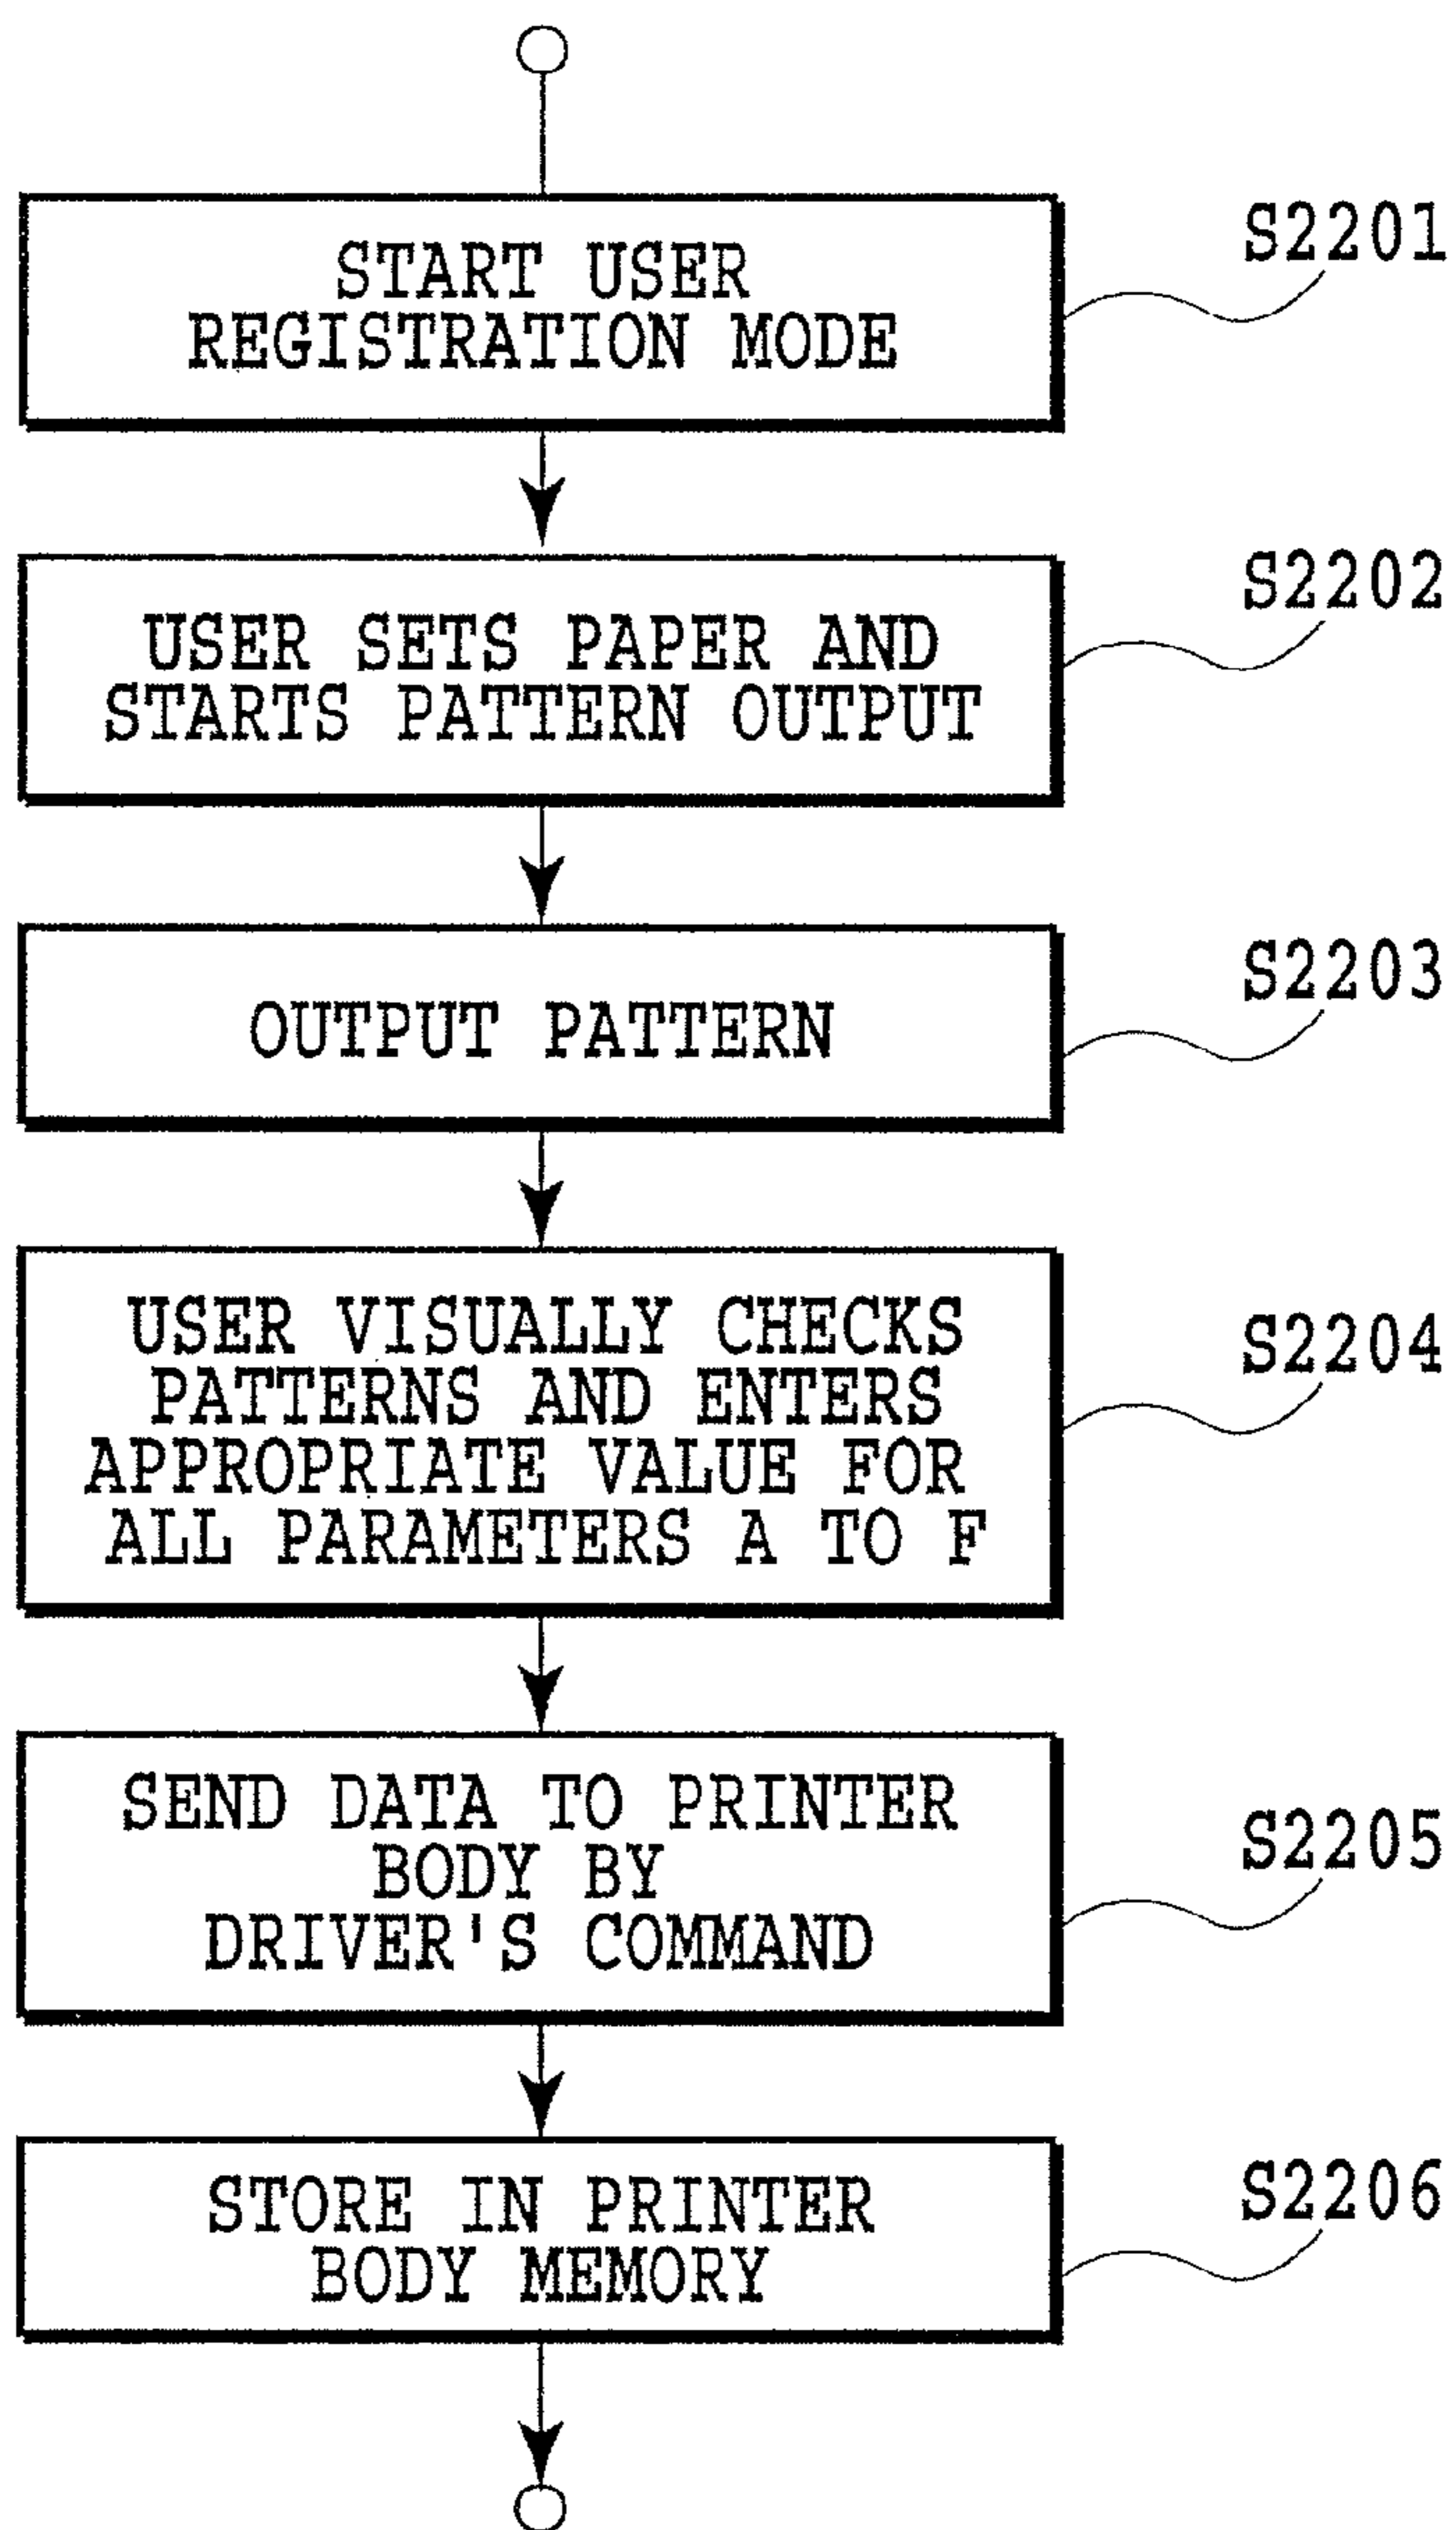 START USER
REGISTRATION MODE
S2201
USER SETS PAPER AND
STARTS PATTERN OUTPUT
S2202
OUTPUT PATTERN
S2203
USER VISUALLY CHECKS
PATTERNS AND ENTERS
APPROPRIATE VALUE FOR
ALL PARAMETERS A TO F
S2204
SEND DATA TO PRINTER
BODY BY
DRIVER'S COMMAND
S2205
STORE IN PRINTER
BODY MEMORY
S2206